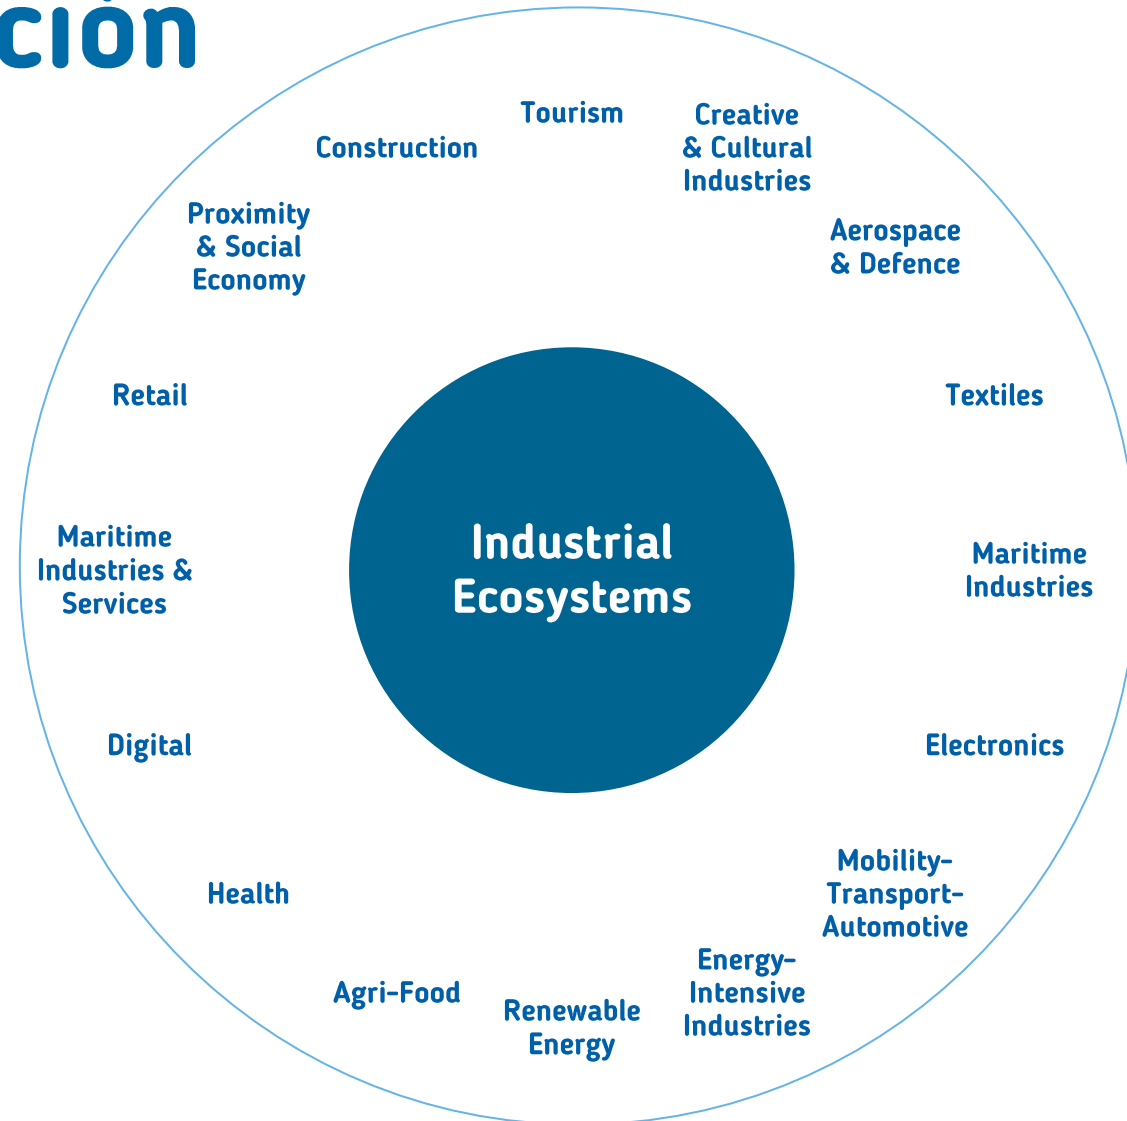 ción
Tourism
Creative
& Cultural
Industries
Construction
Proximity
& Social
Economy
Aerospace
& Defence
Retail
Textiles
Maritime
Industries &
Services
Industrial
Ecosystems
Maritime
Industries
Digital
Electronics
Health
Mobility-
Transport-
Automotive
Agri-Food
Renewable
Energy
Energy-
Intensive
Industries